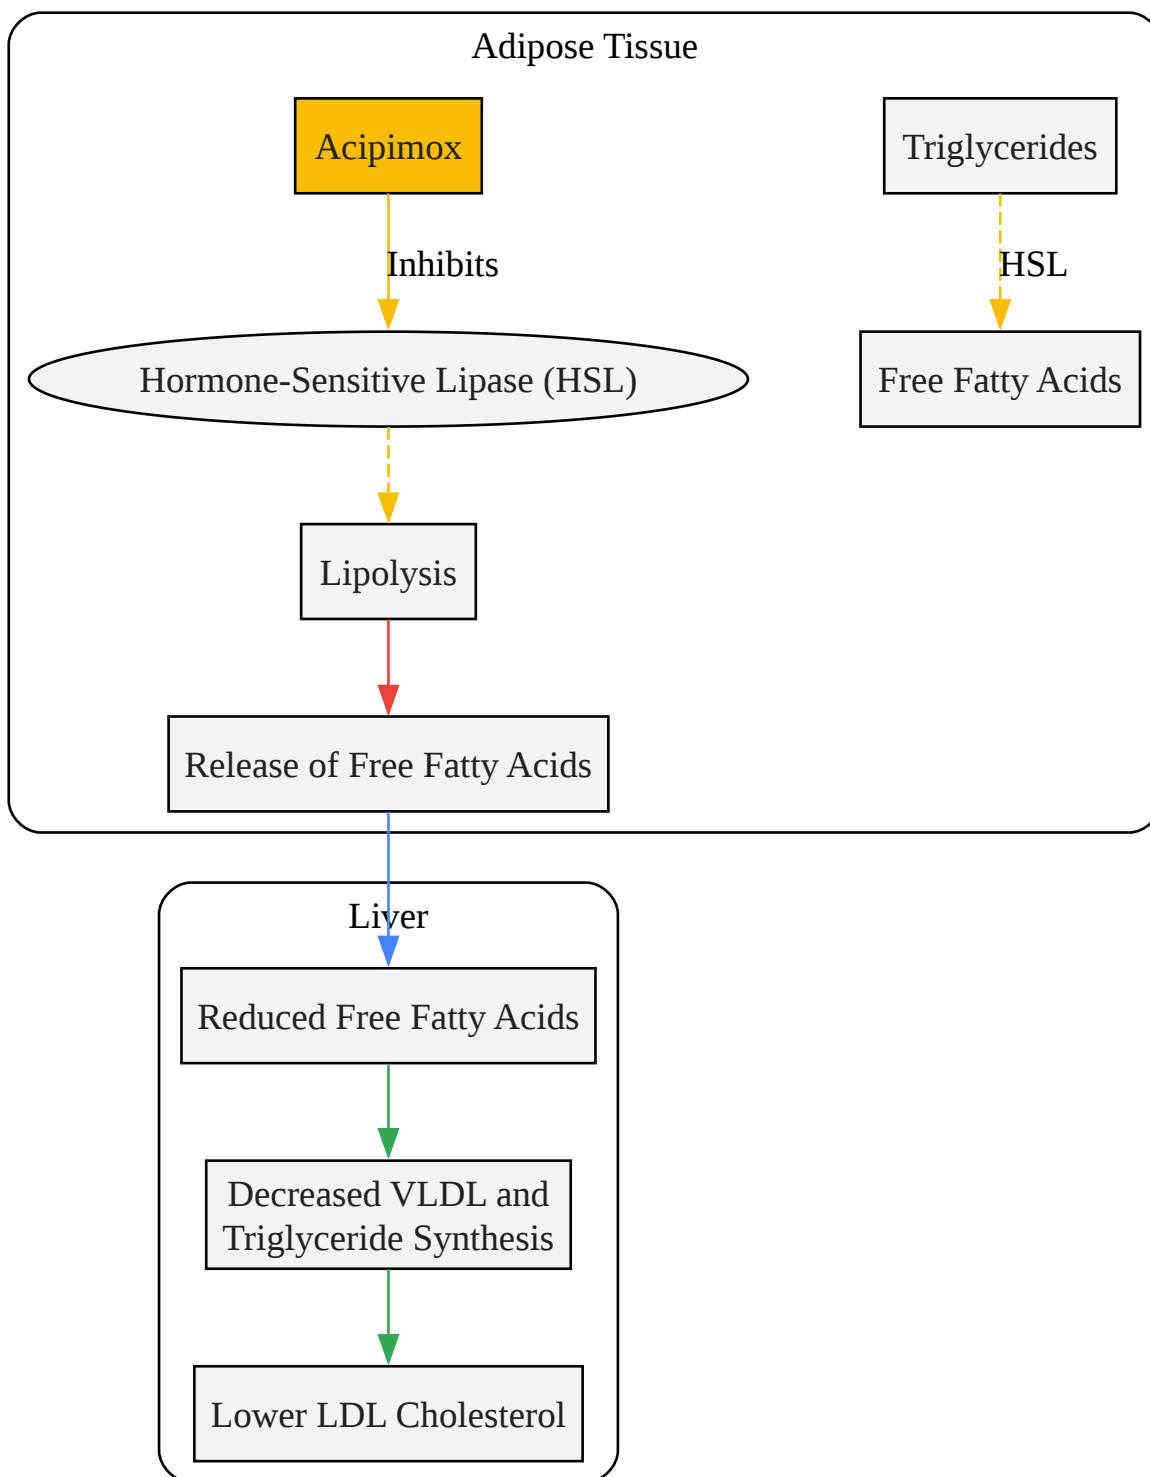 Adipose Tissue
Acipimox
Triglycerides
Inhibits
HSL
Hormone-Sensitive Lipase (HSL)
Free Fatty Acids
Lipolysis
Release of Free Fatty Acids
Liver
Reduced Free Fatty Acids
Decreased VLDL and
Triglyceride Synthesis
Lower LDL Cholesterol